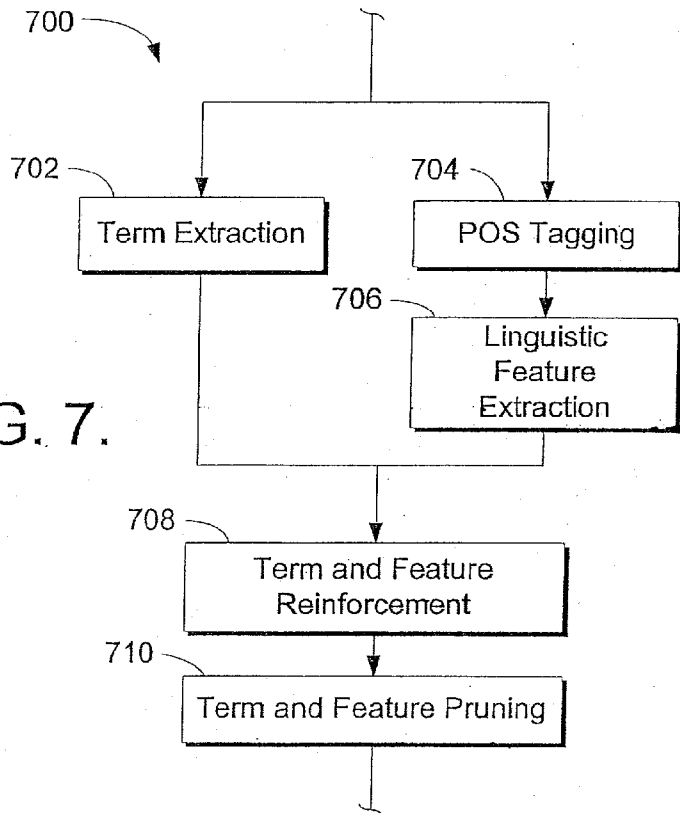 700
702
Term Extraction
704
POS Tagging
706
Linguistic
Feature
Extraction
G. 7.
708
Term and Feature
Reinforcement
710
Term and Feature Pruning